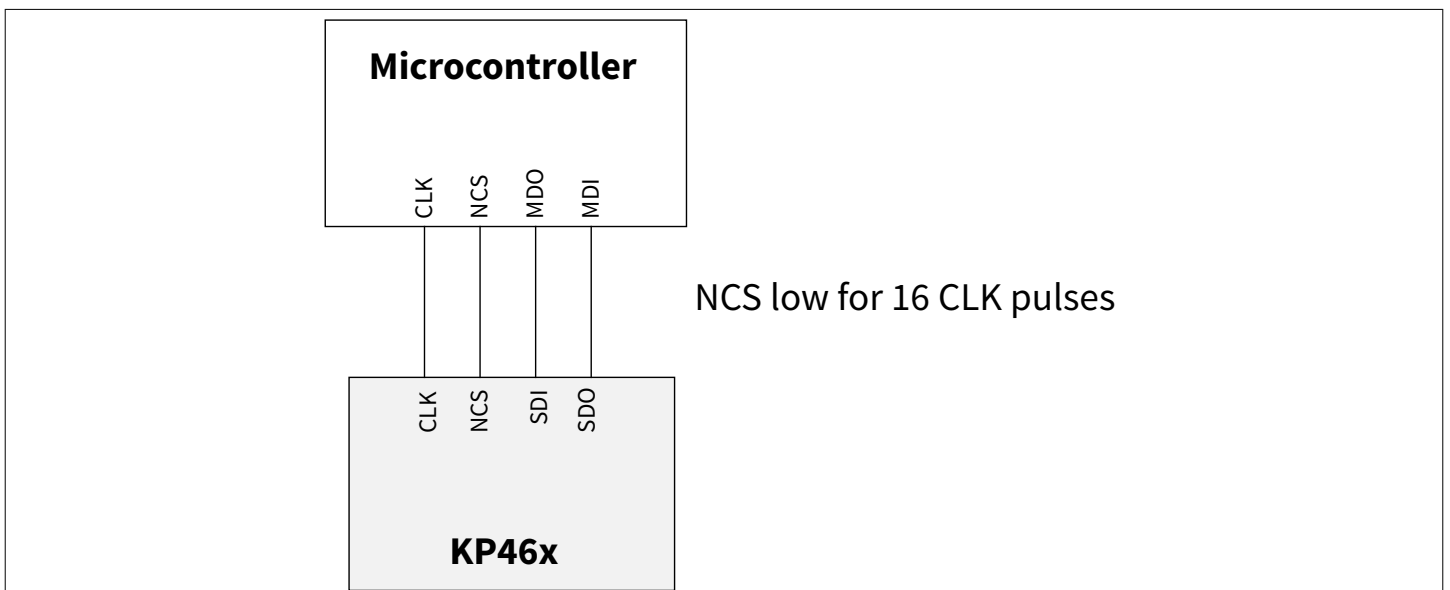 Microcontroller
CLK
NCS
MDO
MDI
NCS low for 16 CLK pulses
CLK
NCS
SDI
SDO
KP46x